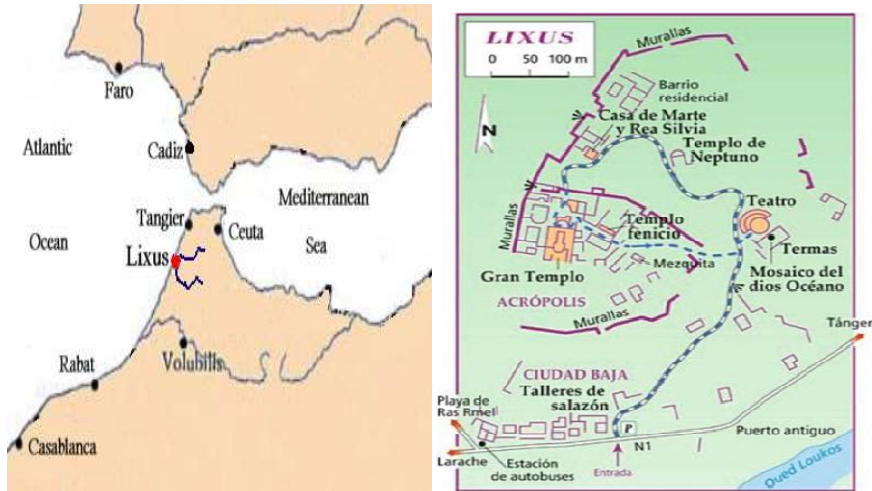 Faro
Atlantic
Cadiz
Mediterranean
Tangier
Ceuta
Ocean
Lixus
Sea
Rabat
Volubilis
Casablanca
LIXUS
0 50 100 m
N
Murallas
Barrio
residencial
Casa de Marte
y Rea Silvia
Templo de
Neptuno
Murallas
Teatro
Templo
fenicio
Termas
Gran Templo
Mezquita
Mosaico del
dios Océano
ACRÓPOLIS
Murallas
Tánger
CIUDAD BAJA
Talleres de
salazón
Playa de
Ras Rmel
P
Puerto antiguo
N1
Larache
Estación
de autobuses
Entrada
Oued Loukos